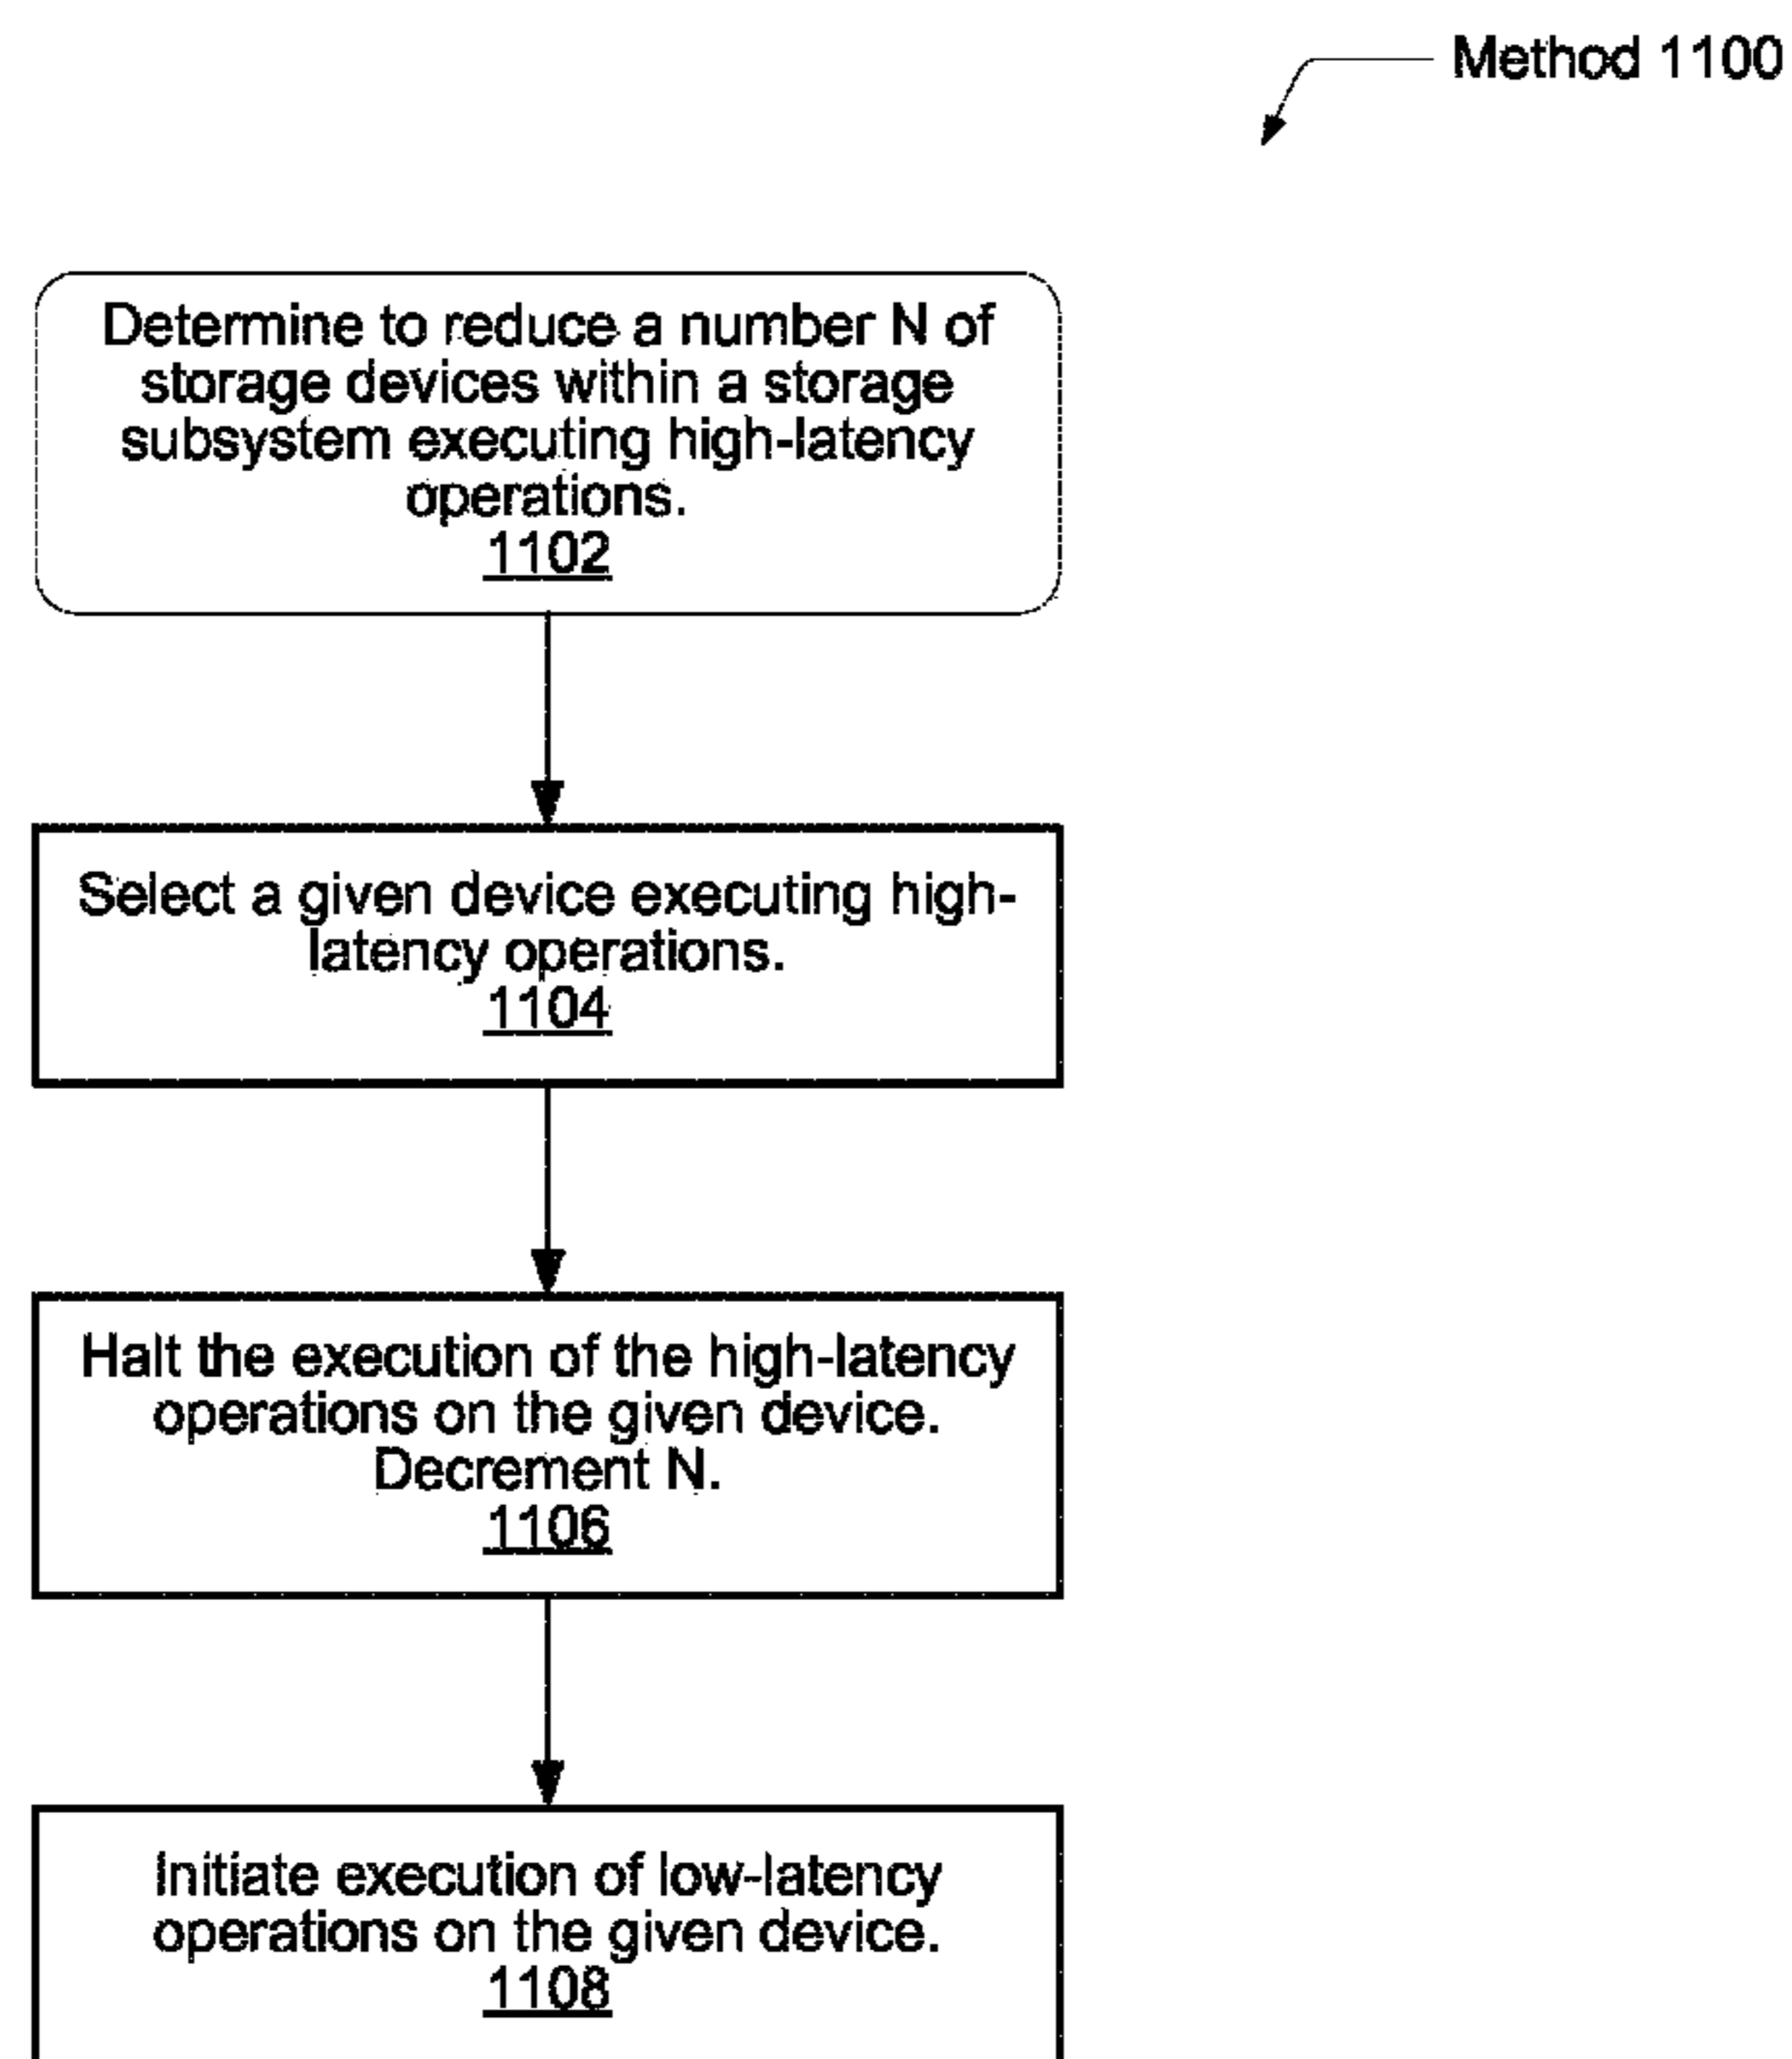 Method 1100
Determine to reduce a number N of
storage devices within a storage
subsystem executing high-latency
operations.
1102
Select a given device executing high-
latency operations.
1104
Halt the execution of the high-latency
operations on the given device.
Decrement N.
1106
Initiate execution of low-latency
operations on the given device.
1108